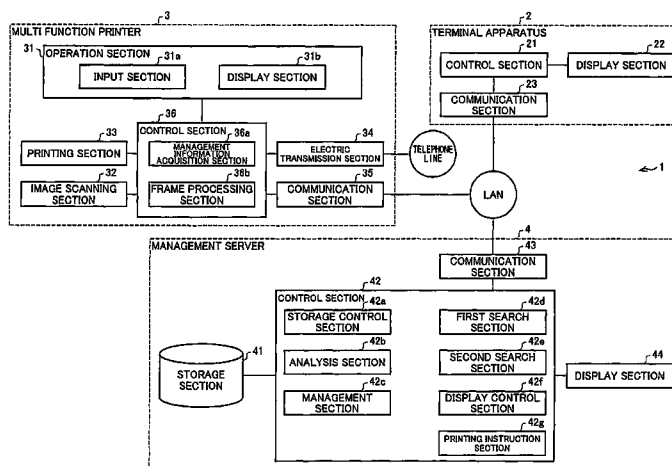 3
MULTI FUNCTION PRINTER
31
OPERATION SECTION
31a
INPUT SECTION
31b
DISPLAY SECTION
33
PRINTING SECTION
32
IMAGE SCANNING
SECTION
36
CONTROL SECTION
36a
MANAGEMENT
INFORMATION
ACQUISITION SECTION
36b
FRAME PROCESSING
SECTION
34
ELECTRIC
TRANSMISSION SECTION
35
COMMUNICATION
SECTION
TELEPHONE
LINE
2
TERMINAL APPARATUS
21
CONTROL SECTION
22
DISPLAY SECTION
23
COMMUNICATION
SECTION
1
LAN
4
MANAGEMENT SERVER
43
COMMUNICATION
SECTION
41
STORAGE
SECTION
42
CONTROL SECTION
42a
STORAGE CONTROL
SECTION
42b
ANALYSIS SECTION
42c
MANAGEMENT
SECTION
42d
FIRST SEARCH
SECTION
42e
SECOND SEARCH
SECTION
42f
DISPLAY CONTROL
SECTION
42g
PRINTING INSTRUCTION
SECTION
44
DISPLAY SECTION